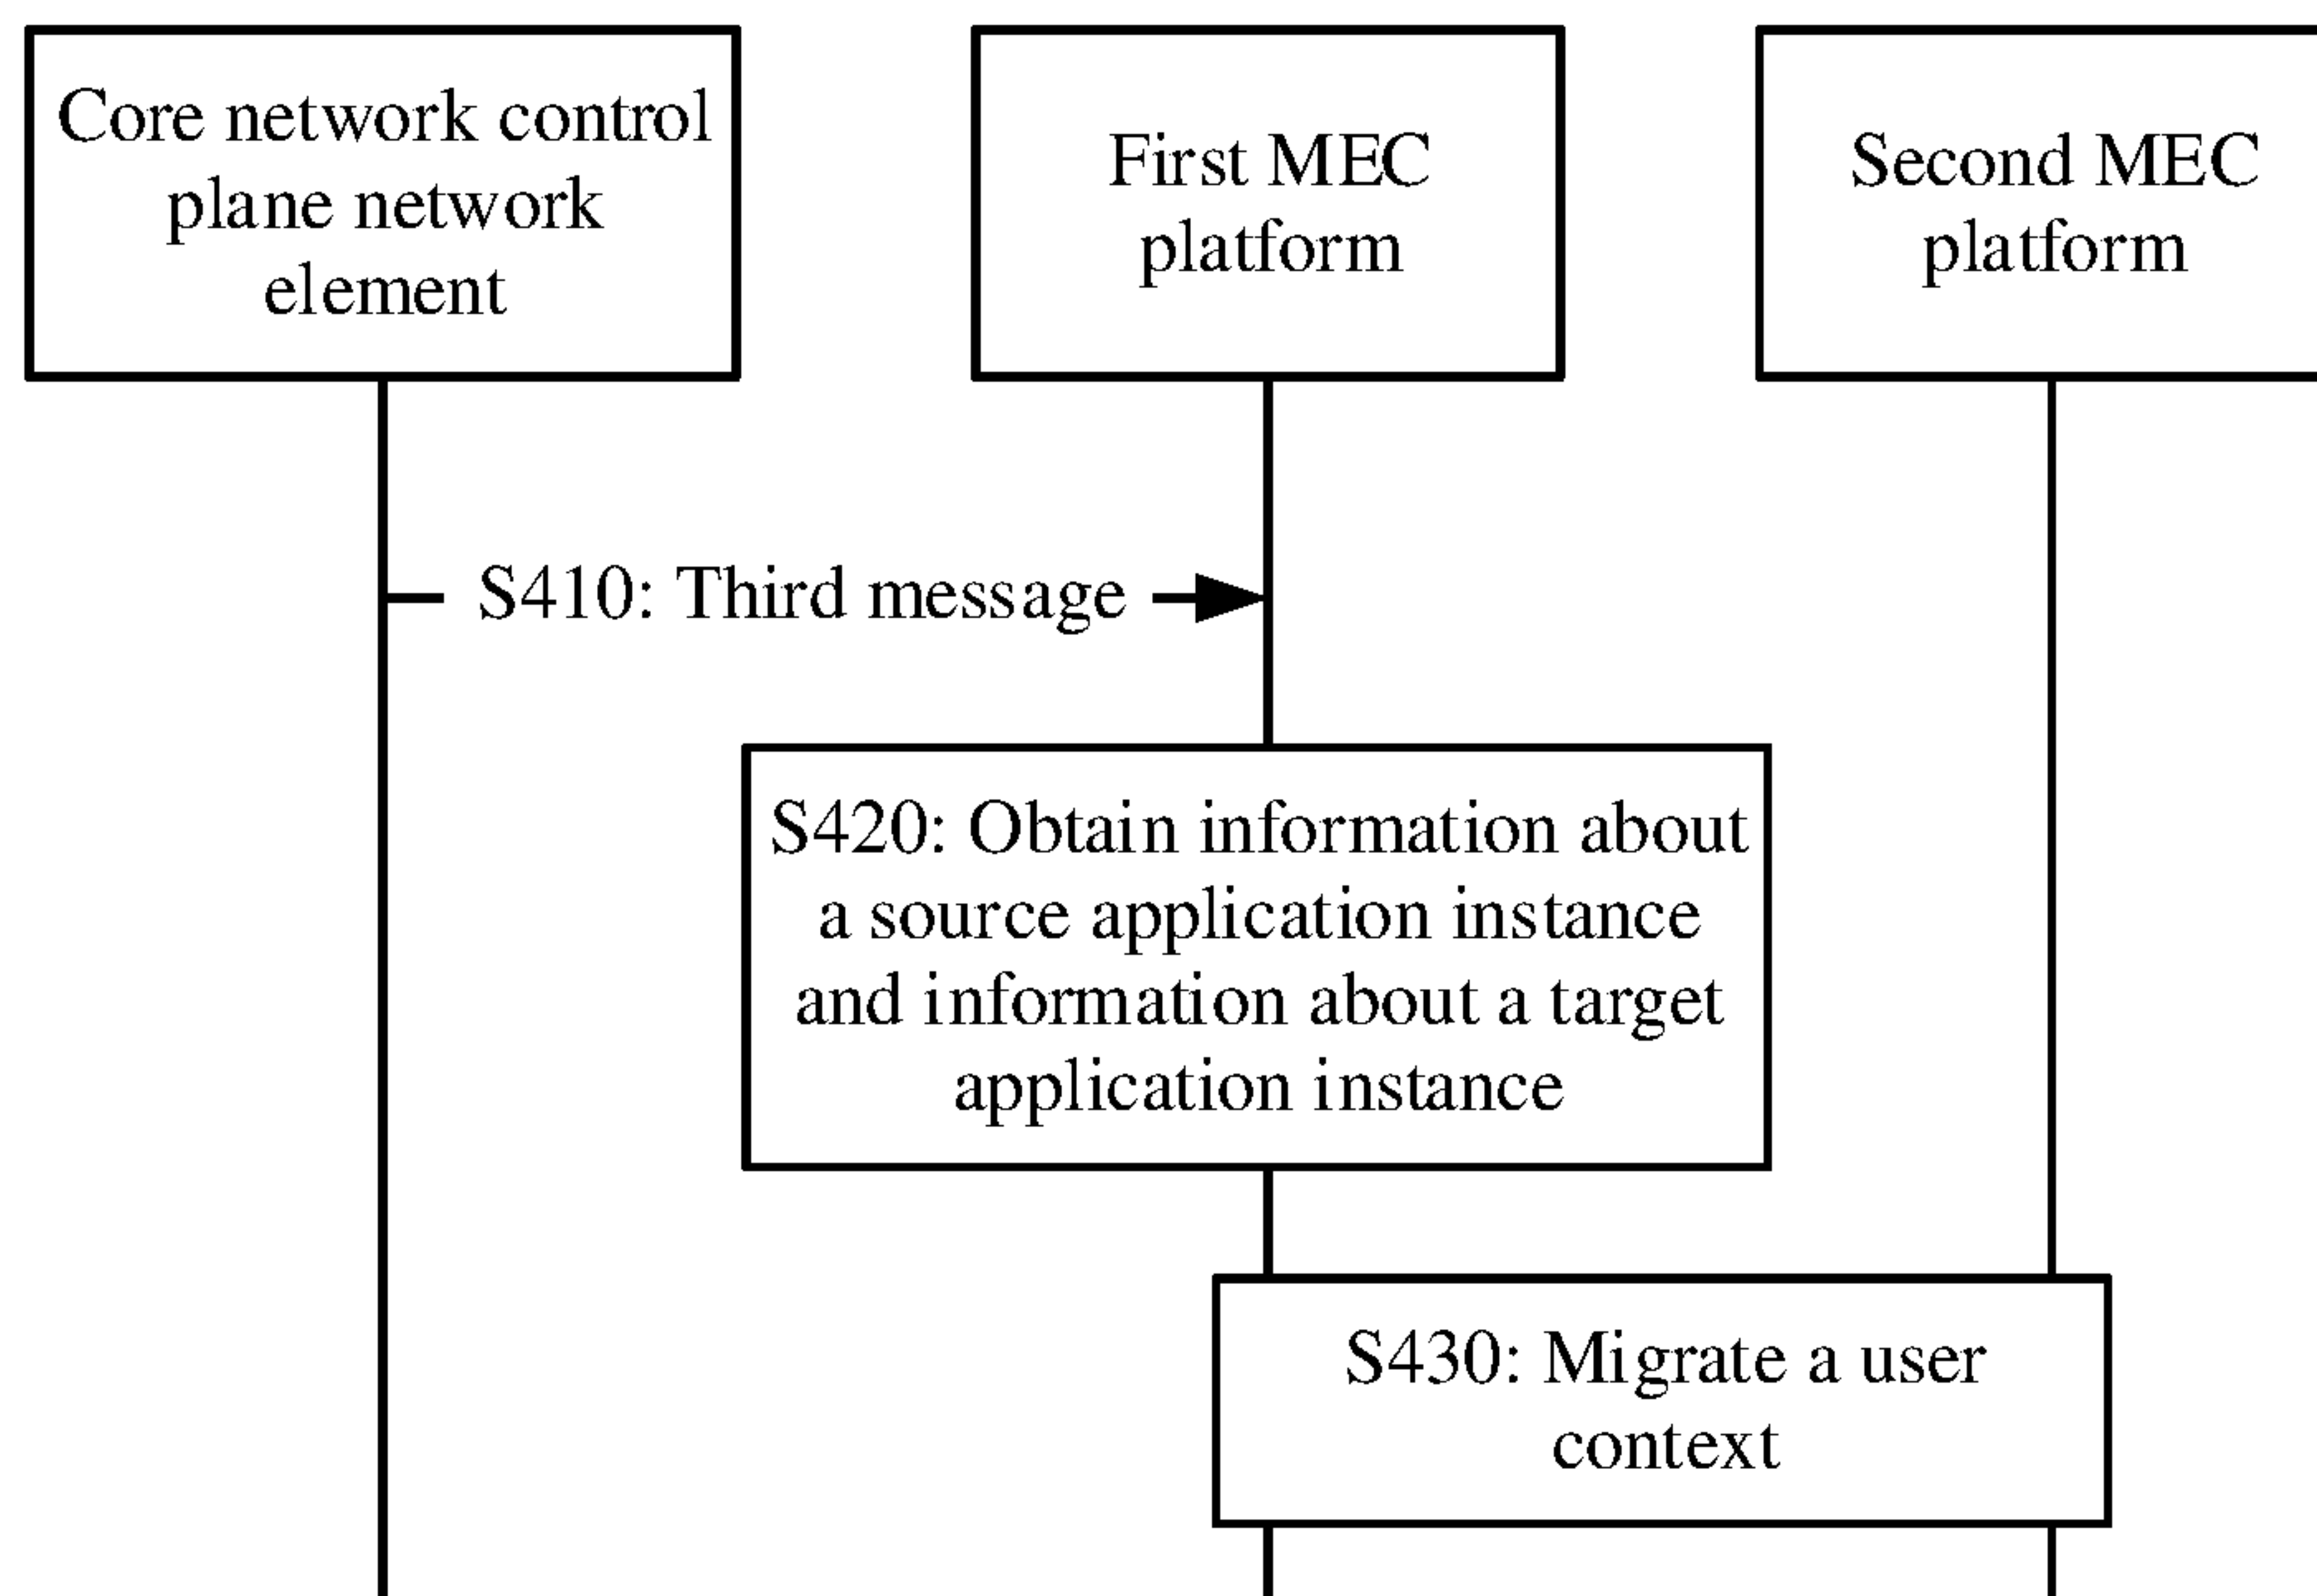 Core network control
plane network
element
First MEC
platform
Second MEC
platform
S410: Third message
S420: Obtain information about
a source application instance
and information about a target
application instance
S430: Migrate a user
context